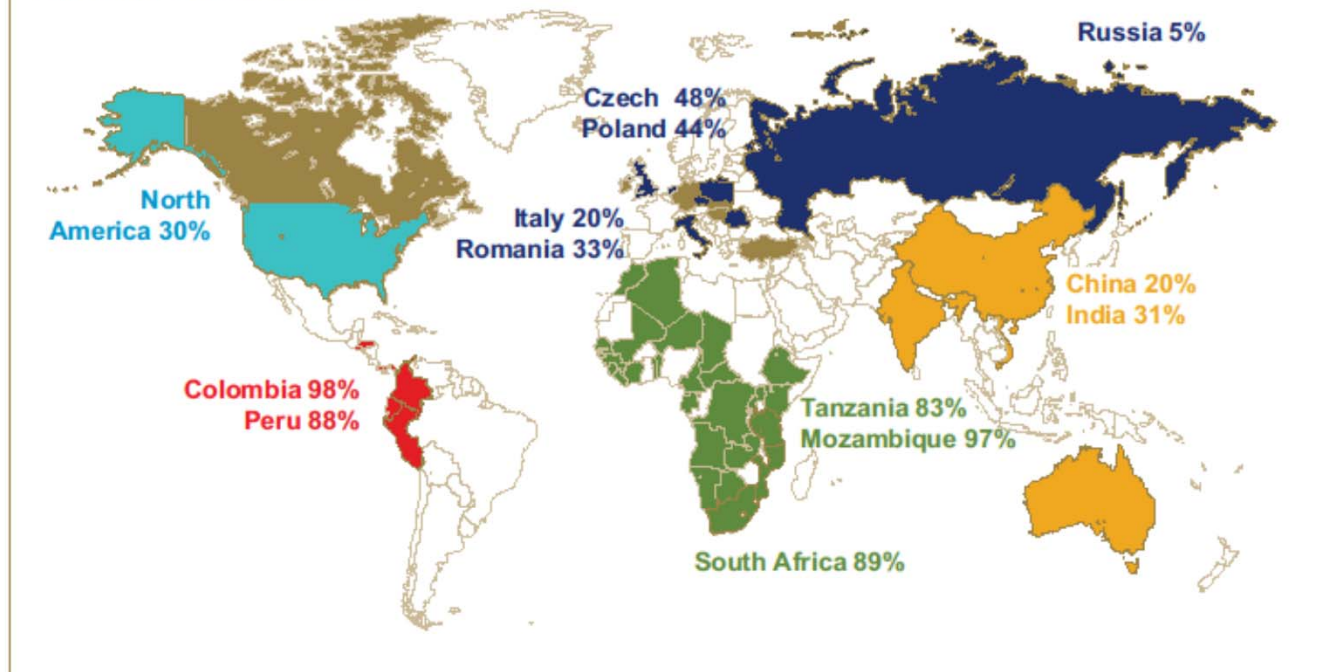 Russia 5%
Czech 48%
Poland 44%
North
America 30%
Italy 20%
Romania 33%
China 20%
India 31%
Colombia 98%
Peru 88%
Tanzania 83%
Mozambique 97%
South Africa 89%